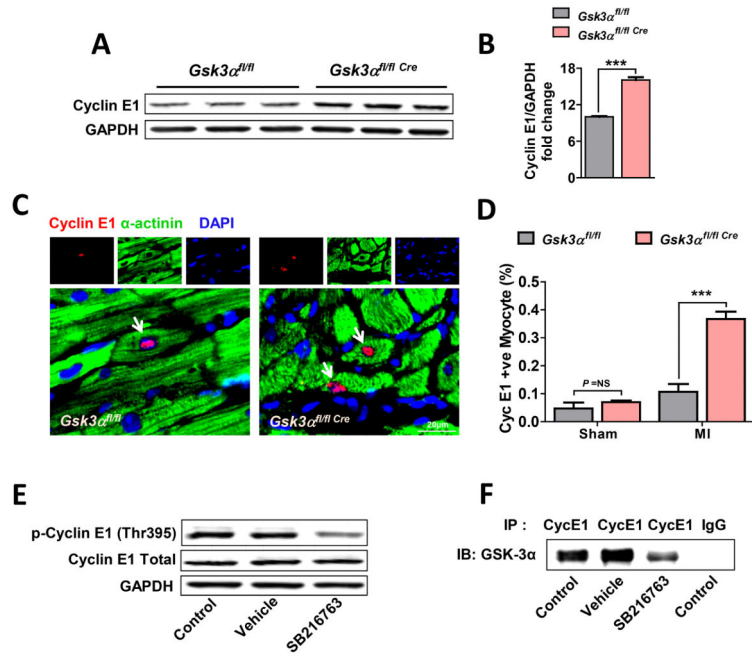 A
Gsk3α fl/fl
Gsk3α fl/fl Cre
Cyclin E1
GAPDH
B
Gsk3α fl/fl
Gsk3α fl/fl Cre
Cyclin E1/GAPDH
fold change
18
12
6
0
***
C
Cyclin E1 α-actinin DAPI
Gsk3α fl/fl
Gsk3α fl/fl Cre
20µm
D
Gsk3α fl/fl
Gsk3α fl/fl Cre
Cyc E1 +ve Myocyte (%)
0.5
0.4
0.3
0.2
0.1
0.0
P =NS
***
Sham
MI
E
p-Cyclin E1 (Thr395)
Cyclin E1 Total
GAPDH
Control
Vehicle
SB216763
F
IP : CycE1 CycE1 CycE1 IgG
IB: GSK-3α
Control
Vehicle
SB216763
Control